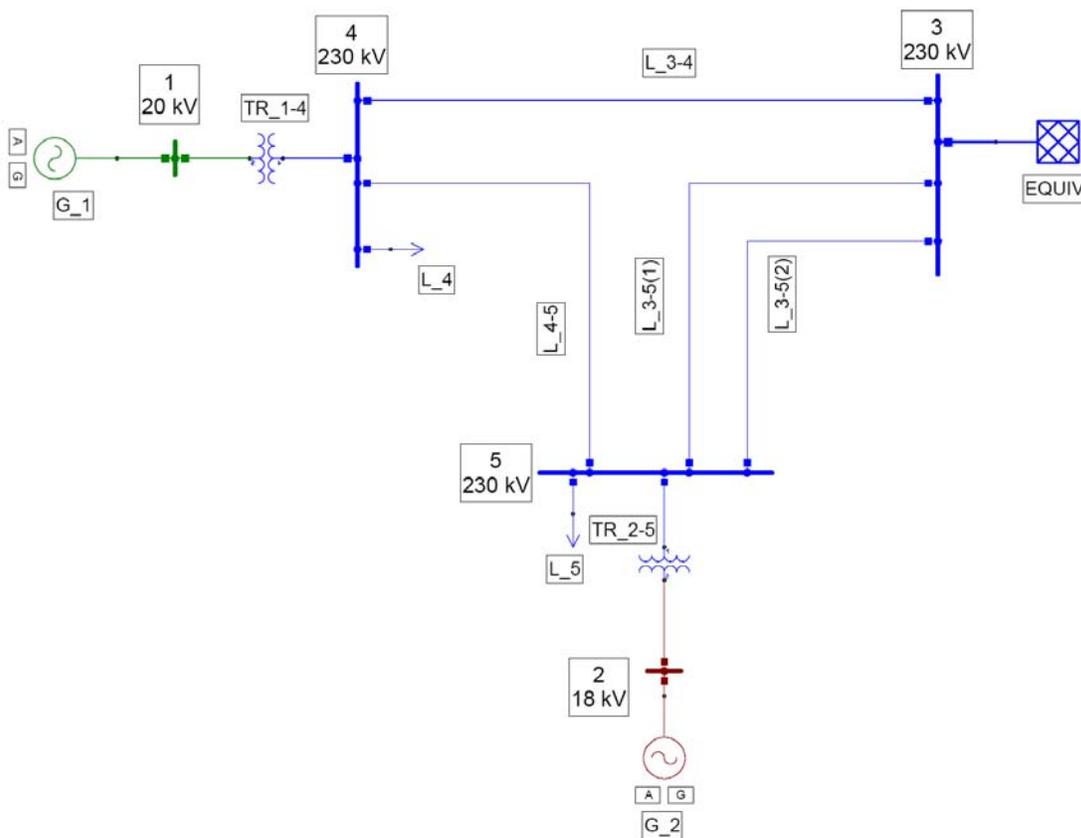 4
230 kV
3
230 kV
L_3-4
1
20 kV
TR_1-4
A
G
G_1
EQUIV
L_4
L_4-5
L_3-5(1)
L_3-5(2)
5
230 kV
TR_2-5
L_5
2
18 kV
A
G
G_2